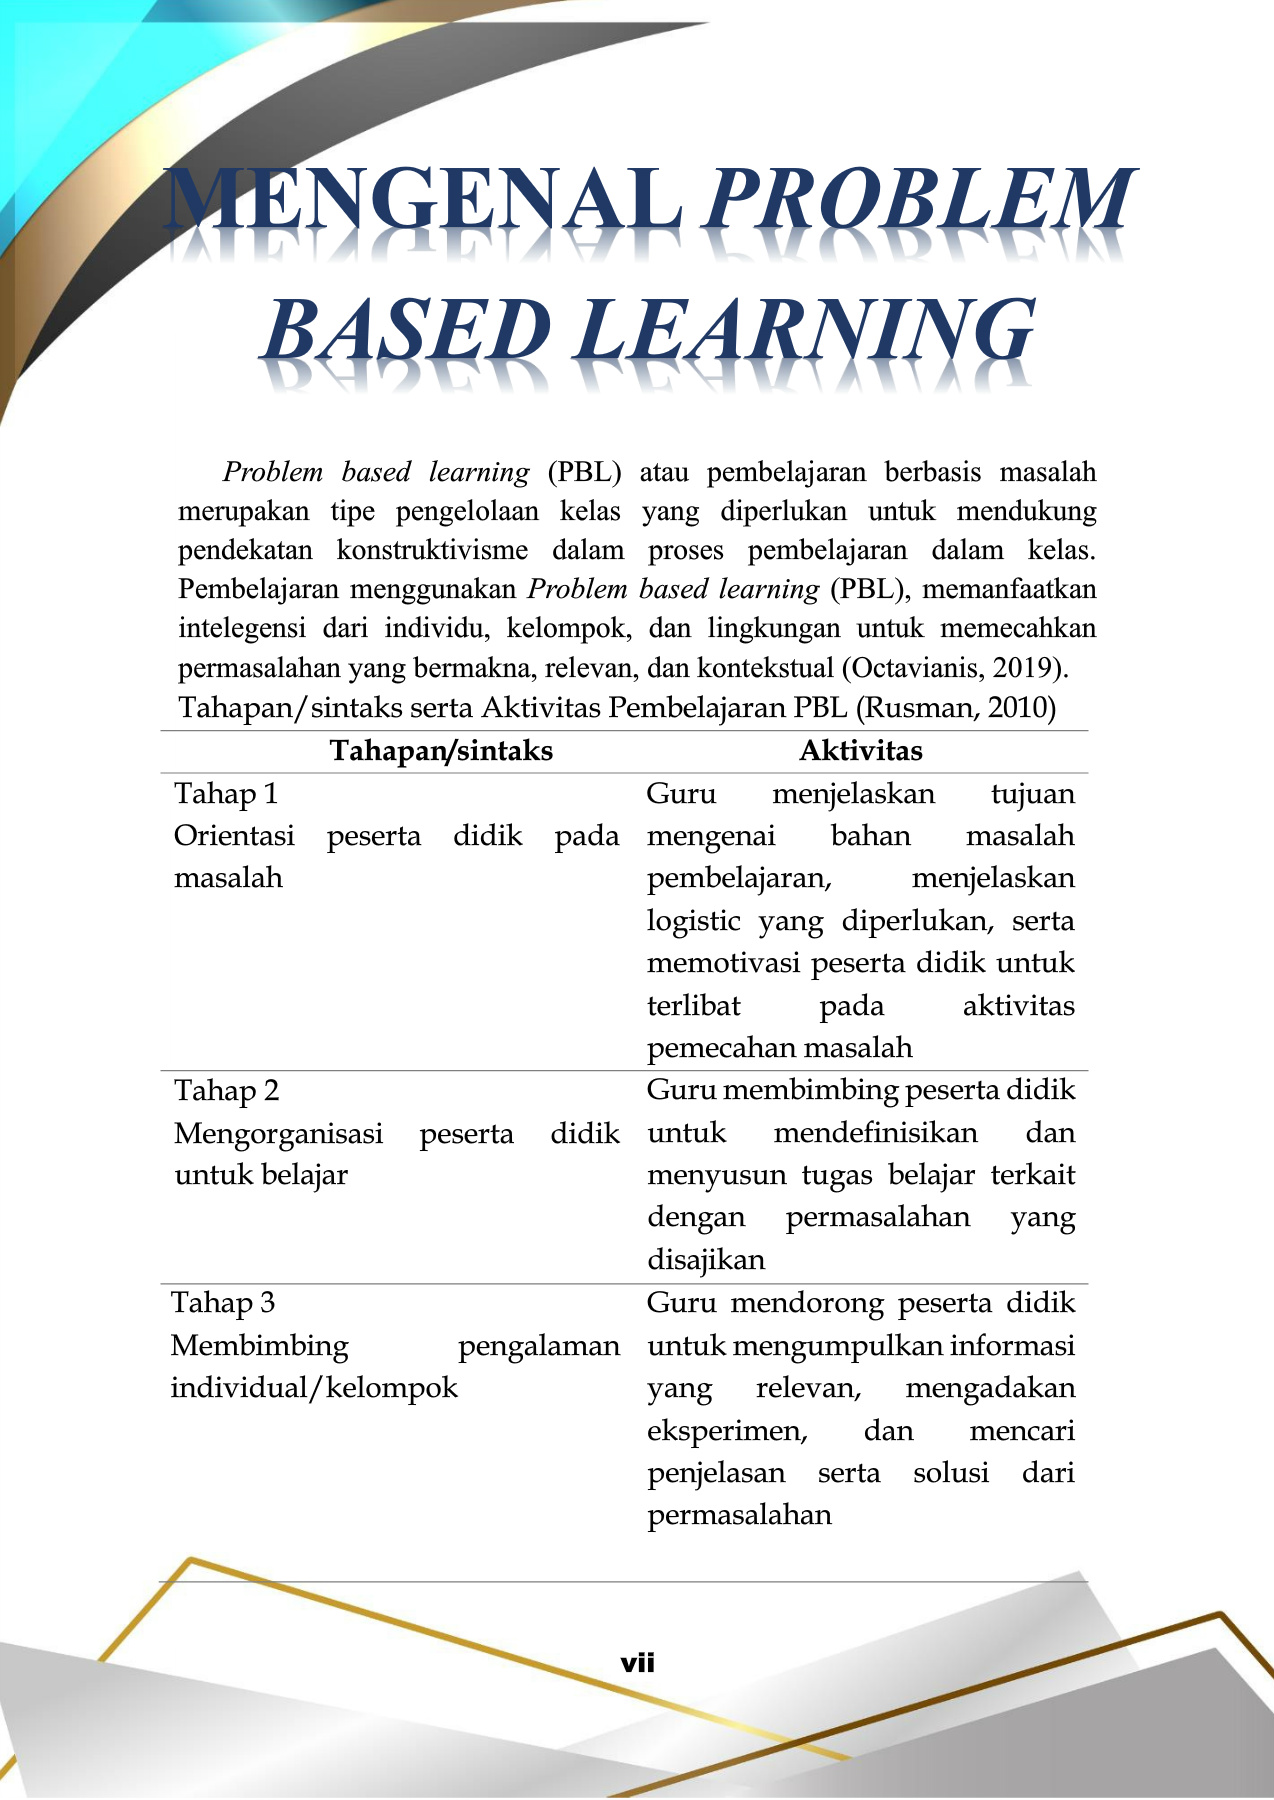 MENGENAL PROBLEM
BASED LEARNING
Problem based learning (PBL) atau pembelajaran berbasis masalah
merupakan tipe pengelolaan kelas yang diperlukan untuk mendukung
pendekatan konstruktivisme dalam proses pembelajaran dalam kelas.
Pembelajaran menggunakan Problem based learning (PBL), memanfaatkan
intelegensi dari individu, kelompok, dan lingkungan untuk memecahkan
permasalahan yang bermakna, relevan, dan kontekstual (Octavianis, 2019).
Tahapan/sintaks serta Aktivitas Pembelajaran PBL (Rusman, 2010)
Tahapan/sintaks
Aktivitas
Tahap 1
Orientasi peserta didik pada
masalah
Guru menjelaskan tujuan
mengenai bahan masalah
pembelajaran, menjelaskan
logistic yang diperlukan, serta
memotivasi peserta didik untuk
terlibat pada aktivitas
pemecahan masalah
Tahap 2
Mengorganisasi peserta didik
untuk belajar
Guru membimbing peserta didik
untuk mendefinisikan dan
menyusun tugas belajar terkait
dengan permasalahan yang
disajikan
Tahap 3
Membimbing pengalaman
individual/kelompok
Guru mendorong peserta didik
untuk mengumpulkan informasi
yang relevan, mengadakan
eksperimen, dan mencari
penjelasan serta solusi dari
permasalahan
vii